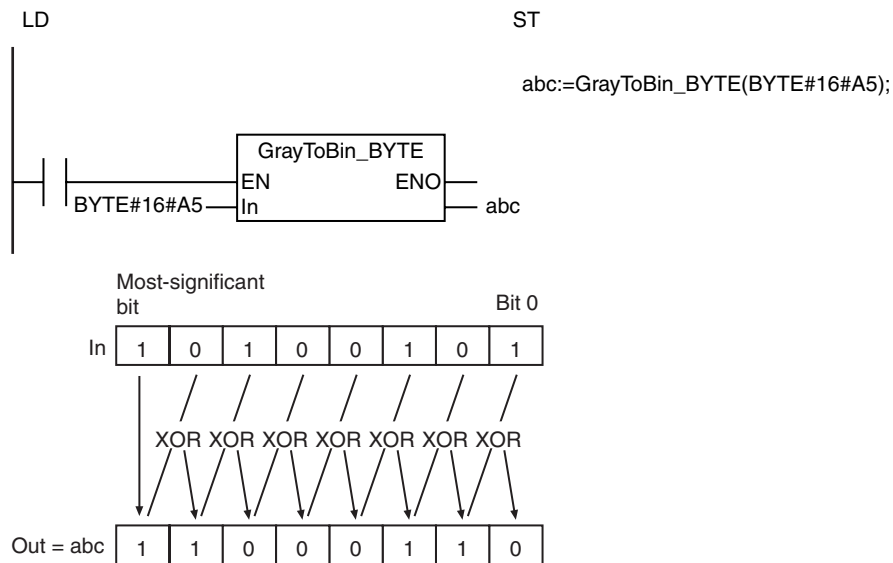 LD
ST
abc:=GrayToBin_BYTE(BYTE#16#A5);
GrayToBin_BYTE
EN ENO
BYTE#16#A5 In abc
Most-significant
bit Bit 0
In 1 0 1 0 0 1 0 1
XOR XOR XOR XOR XOR XOR XOR
Out = abc 1 1 0 0 0 1 1 0